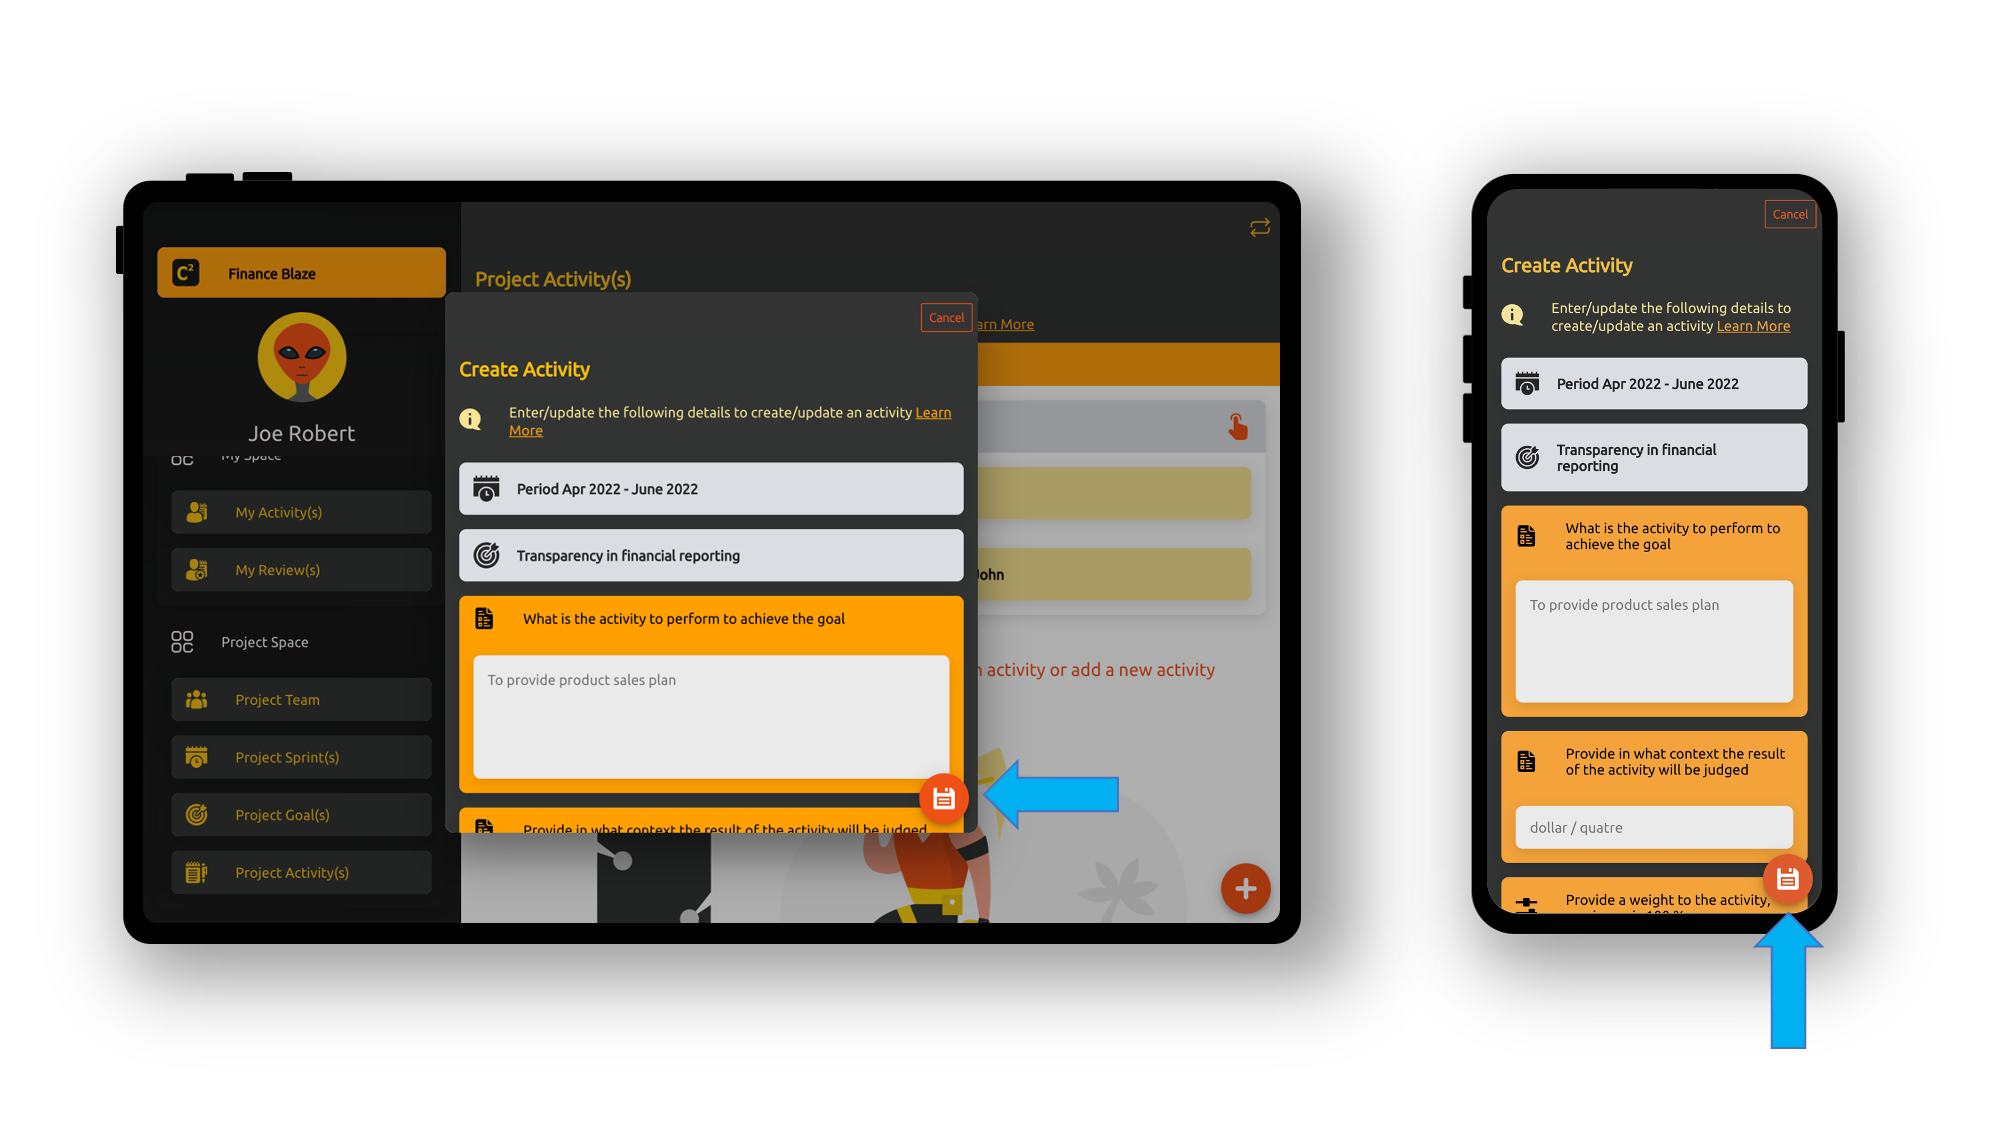 C²
Finance Blaze
Joe Robert
My Space
My Activity(s)
My Review(s)
Project Space
Project Team
Project Sprint(s)
Project Goal(s)
Project Activity(s)
Project Activity(s)
Learn More
John
activity or add a new activity
Cancel
Create Activity
Enter/update the following details to create/update an activity Learn
More
Period Apr 2022 - June 2022
Transparency in financial reporting
What is the activity to perform to achieve the goal
To provide product sales plan
Provide in what context the result of the activity will be judged
Cancel
Create Activity
Enter/update the following details to
create/update an activity Learn More
Period Apr 2022 - June 2022
Transparency in financial
reporting
What is the activity to perform to
achieve the goal
To provide product sales plan
Provide in what context the result
of the activity will be judged
dollar / quatre
Provide a weight to the activity,